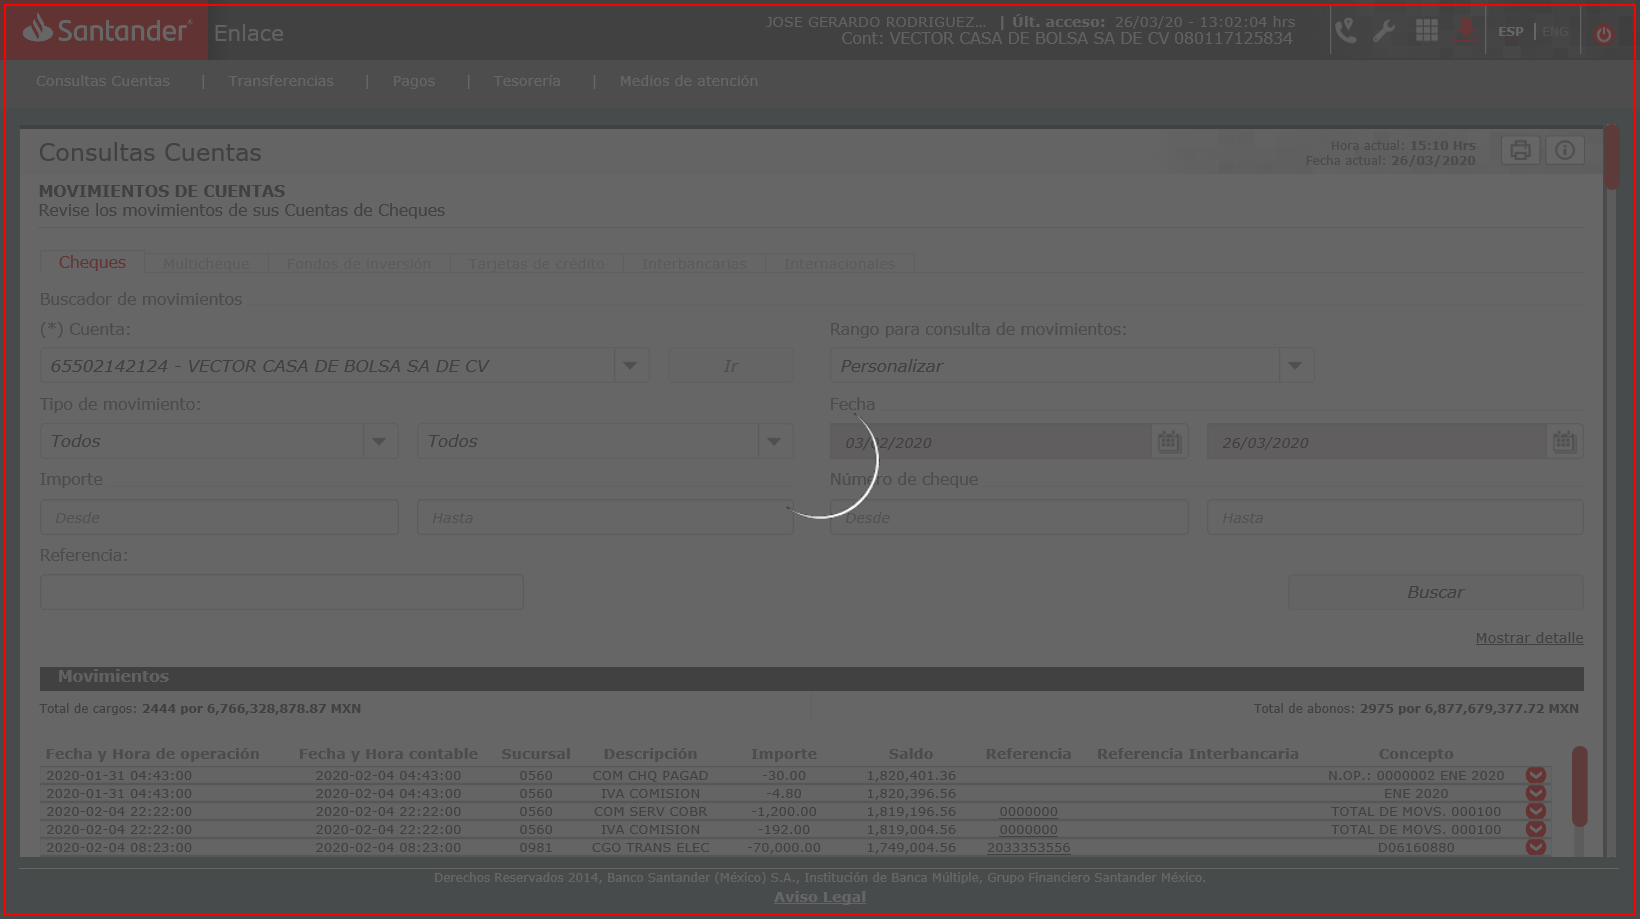 Santander
Enlace
JOSE GERARDO RODRIGUEZ... | Últ. acceso: 26/03/20 - 13:02:04 hrs
Cont: VECTOR CASA DE BOLSA SA DE CV 080117125834
ESP | ENG
Consultas Cuentas | Transferencias | Pagos | Tesorería | Medios de atención
Consultas Cuentas
Hora actual: 15:10 Hrs
Fecha actual: 26/03/2020
MOVIMIENTOS DE CUENTAS
Revise los movimientos de sus Cuentas de Cheques
Cheques Multicheque Fondos de inversión Tarjetas de crédito Interbancarias Internacionales
Buscador de movimientos
(*) Cuenta: Rango para consulta de movimientos:
65502142124 - VECTOR CASA DE BOLSA SA DE CV Ir Personalizar
Tipo de movimiento: Fecha
Todos Todos 03/02/2020 26/03/2020
Importe Número de cheque
Desde Hasta Desde Hasta
Referencia:
Buscar
Mostrar detalle
Movimientos
Total de cargos: 2444 por 6,766,328,878.87 MXN Total de abonos: 2975 por 6,877,679,377.72 MXN
Fecha y Hora de operación Fecha y Hora contable Sucursal Descripción Importe Saldo Referencia Referencia Interbancaria Concepto
2020-01-31 04:43:00 2020-02-04 04:43:00 0560 COM CHQ PAGAD -30.00 1,820,401.36 N.OP.: 0000002 ENE 2020
2020-01-31 04:43:00 2020-02-04 04:43:00 0560 IVA COMISION -4.80 1,820,396.56 ENE 2020
2020-02-04 22:22:00 2020-02-04 22:22:00 0560 COM SERV COBR -1,200.00 1,819,196.56 0000000 TOTAL DE MOVS. 000100
2020-02-04 22:22:00 2020-02-04 22:22:00 0560 IVA COMISION -192.00 1,819,004.56 0000000 TOTAL DE MOVS. 000100
2020-02-04 08:23:00 2020-02-04 08:23:00 0981 CGO TRANS ELEC -70,000.00 1,749,004.56 2033353556 D06160880
Derechos Reservados 2014, Banco Santander (México) S.A., Institución de Banca Múltiple, Grupo Financiero Santander México.
Aviso Legal